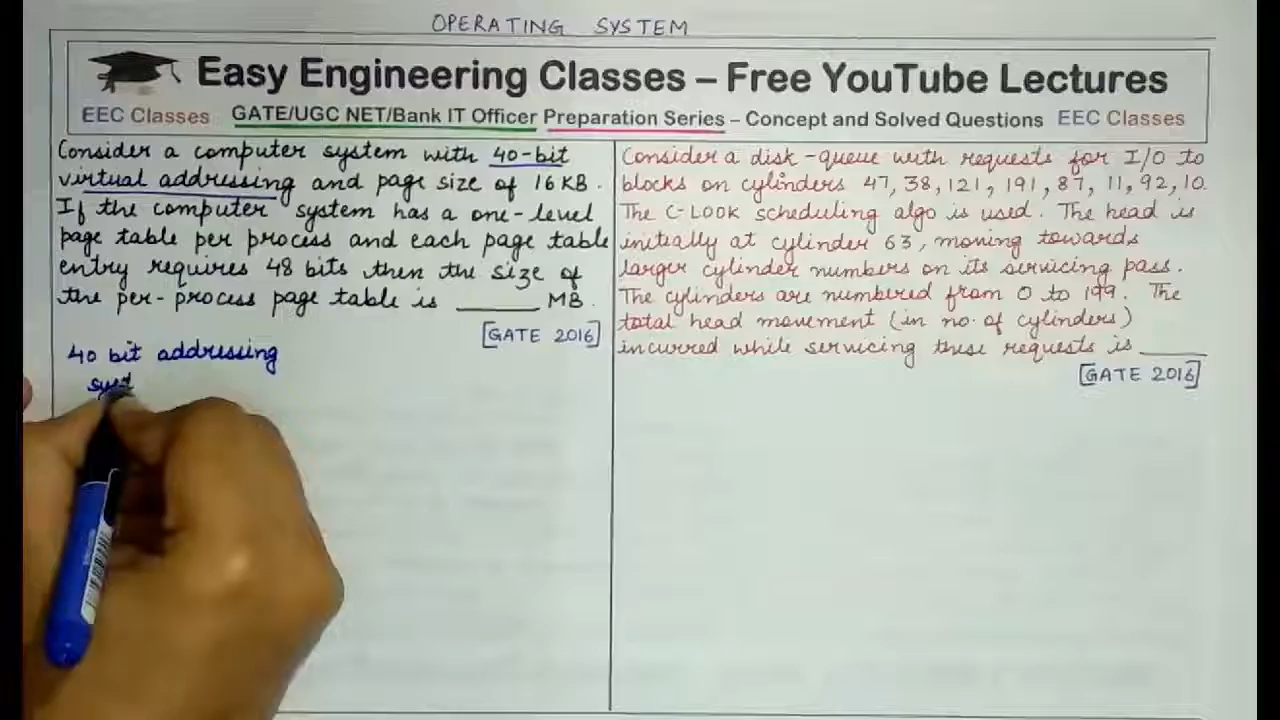 OPERATING SYSTEM
Easy Engineering Classes – Free YouTube Lectures
EEC Classes GATE/UGC NET/Bank IT Officer Preparation Series – Concept and Solved Questions EEC Classes
Consider a computer system with 40-bit
virtual addressing and page size of 16 KB.
If the computer system has a one-level
page table per process and each page table
entry requires 48 bits then the size of
the per-process page table is ______ MB.
[GATE 2016]
40 bit addressing
Consider a disk-queue with requests for I/O to
blocks on cylinders 47, 38, 121, 191, 87, 11, 92, 10.
The C-LOOK scheduling algo is used. The head is
initially at cylinder 63, moving towards
larger cylinder numbers on its servicing pass.
The cylinders are numbered from 0 to 199. The
total head movement (in no. of cylinders)
incurred while servicing these requests is _____
[GATE 2016]